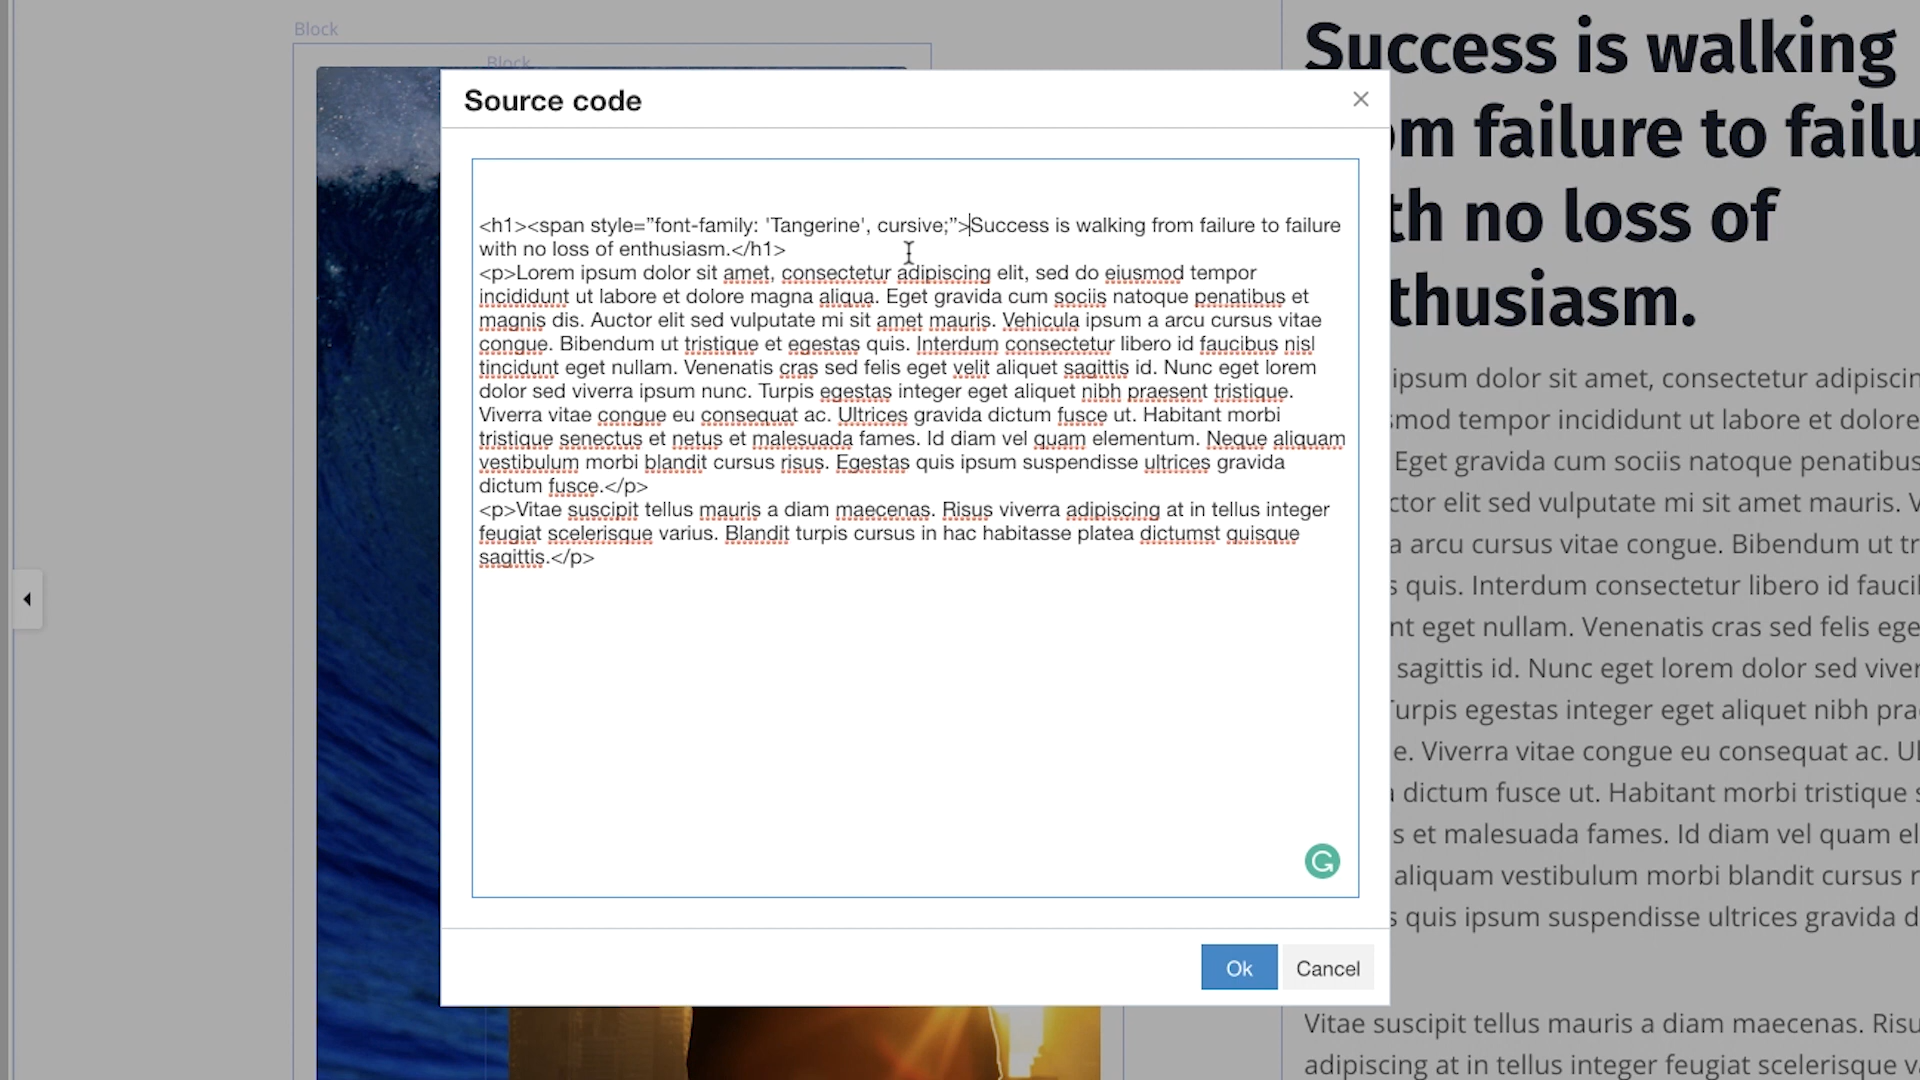 Block
Block
Success is walking
om failure to failu
th no loss of
thusiasm.
Source code
<h1><span style=”font-family: 'Tangerine', cursive;”>Success is walking from failure to failure
with no loss of enthusiasm.</h1>
<p>Lorem ipsum dolor sit amet, consectetur adipiscing elit, sed do eiusmod tempor
incididunt ut labore et dolore magna aliqua. Eget gravida cum sociis natoque penatibus et
magnis dis. Auctor elit sed vulputate mi sit amet mauris. Vehicula ipsum a arcu cursus vitae
congue. Bibendum ut tristique et egestas quis. Interdum consectetur libero id faucibus nisl
tincidunt eget nullam. Venenatis cras sed felis eget velit aliquet sagittis id. Nunc eget lorem
dolor sed viverra ipsum nunc. Turpis egestas integer eget aliquet nibh praesent tristique.
Viverra vitae congue eu consequat ac. Ultrices gravida dictum fusce ut. Habitant morbi
tristique senectus et netus et malesuada fames. Id diam vel quam elementum. Neque aliquam
vestibulum morbi blandit cursus risus. Egestas quis ipsum suspendisse ultrices gravida
dictum fusce.</p>
<p>Vitae suscipit tellus mauris a diam maecenas. Risus viverra adipiscing at in tellus integer
feugiat scelerisque varius. Blandit turpis cursus in hac habitasse platea dictumst quisque
sagittis.</p>
Ok
Cancel
ipsum dolor sit amet, consectetur adipiscin
smod tempor incididunt ut labore et dolore
Eget gravida cum sociis natoque penatibus
ctor elit sed vulputate mi sit amet mauris. V
a arcu cursus vitae congue. Bibendum ut tr
s quis. Interdum consectetur libero id faucil
nt eget nullam. Venenatis cras sed felis ege
sagittis id. Nunc eget lorem dolor sed viver
Turpis egestas integer eget aliquet nibh pra
e. Viverra vitae congue eu consequat ac. Ul
dictum fusce ut. Habitant morbi tristique s
s et malesuada fames. Id diam vel quam el
aliquam vestibulum morbi blandit cursus r
s quis ipsum suspendisse ultrices gravida d
Vitae suscipit tellus mauris a diam maecenas. Risu
adipiscing at in tellus integer feugiat scelerisque va